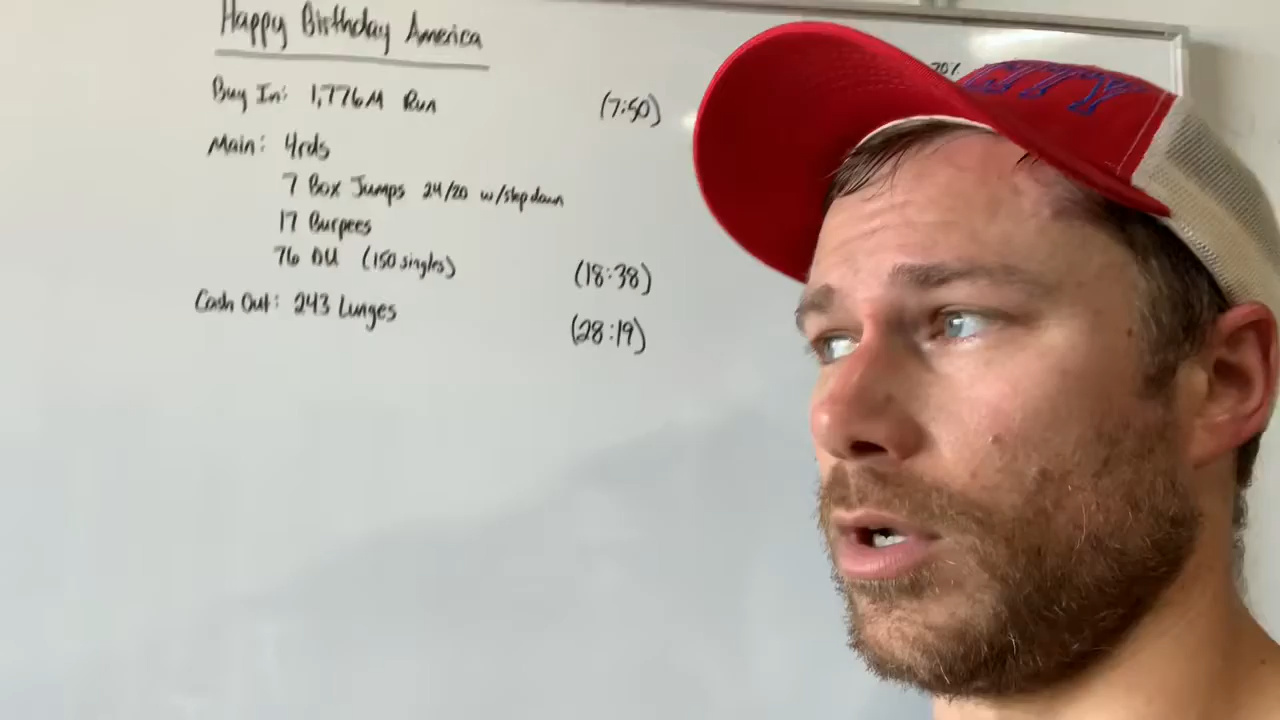 Happy Birthday America
Buy In: 1,776M Run (7:50)
Main: 4rds
7 Box Jumps 24/20 w/step down
17 Burpees
76 DU (150 singles) (18:38)
Cash Out: 243 Lunges (28:19)
70%